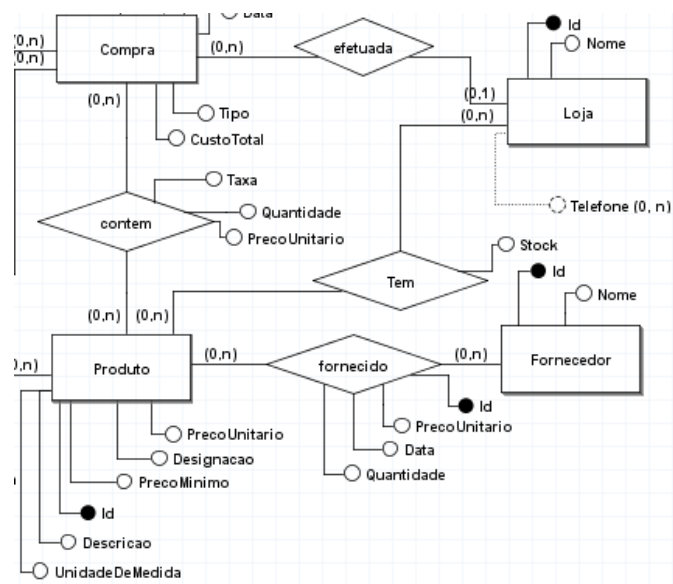 Data
(0,n)
(0,n)
Compra
(0,n)
efetuada
Id
Nome
(0,1)
(0,n)
Loja
(0,n)
Tipo
CustoTotal
Taxa
Quantidade
PrecoUnitario
contem
Telefone (0, n)
Stock
Tem
Id
Nome
(0,n)
(0,n)
Produto
(0,n)
fornecido
(0,n)
Fornecedor
0,n)
Id
PrecoUnitario
Data
Quantidade
PrecoUnitario
Designacao
PrecoMinimo
Id
Descricao
UnidadeDeMedida